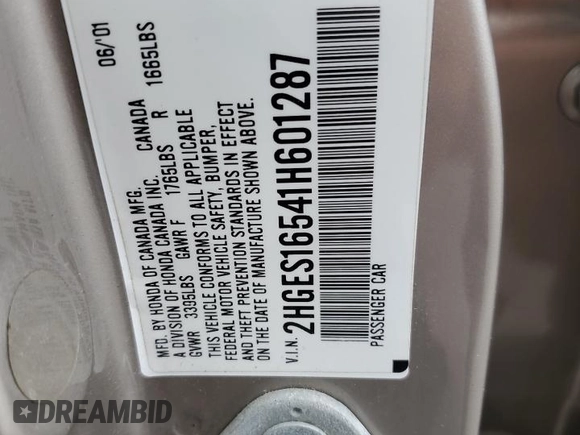 MFD. BY HONDA OF CANADA MFG. 06/'01
A DIVISION OF HONDA CANADA INC. CANADA
GVWR 3395LBS GAWR F 1765LBS R 1665LBS
THIS VEHICLE CONFORMS TO ALL APPLICABLE
FEDERAL MOTOR VEHICLE SAFETY, BUMPER,
AND THEFT PREVENTION STANDARDS IN EFFECT
ON THE DATE OF MANUFACTURE SHOWN ABOVE.
V.I.N. 2HGES16541H601287
PASSENGER CAR
DREAMBID